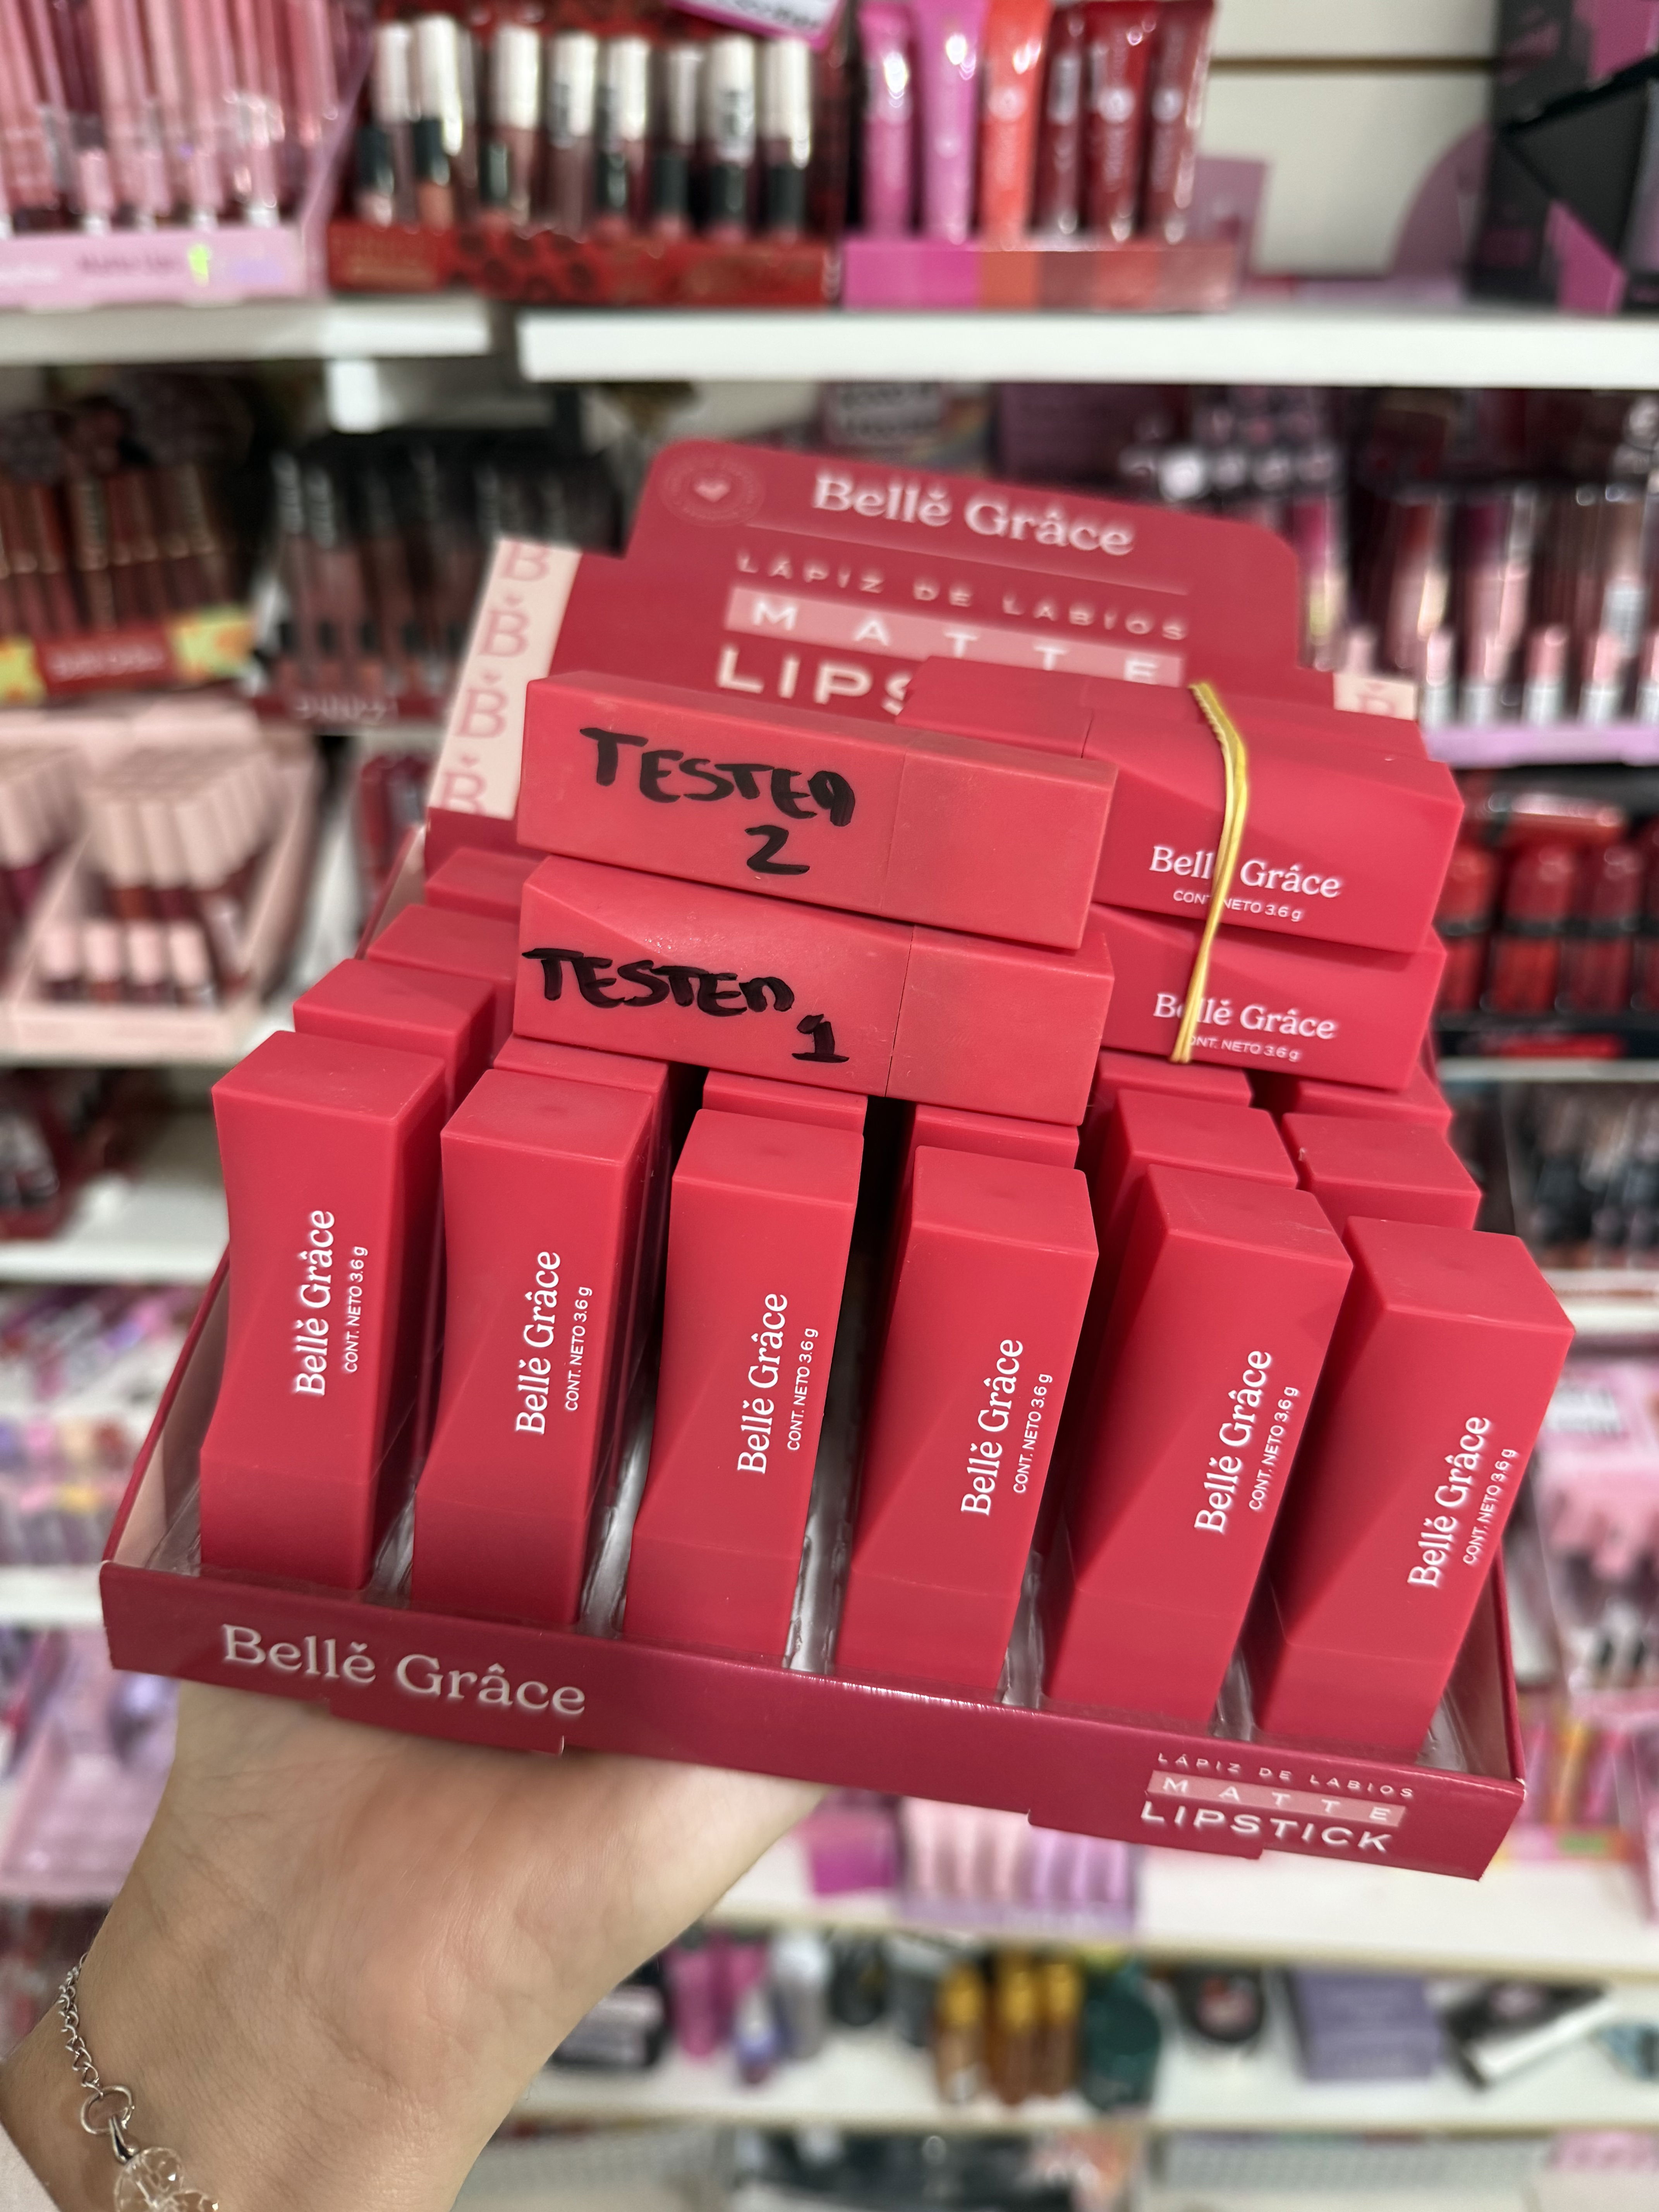 Bellě Grâce
LÁPIZ DE LABIOS
MATTE
LIPS
B
B
B
B
B
TESTER
2
Bell Grâce
CONT. NETO 3.6 g
TESTER
1
Bellě Grâce
CONT. NETO 3.6 g
Bellě Grâce
CONT. NETO 3.6 g
Bellě Grâce
CONT. NETO 3.6 g
Bellě Grâce
CONT. NETO 3.6 g
Bellě Grâce
CONT. NETO 3.6 g
Bellě Grâce
CONT. NETO 3.6 g
Bellě Grâce
CONT. NETO 3.6 g
Bellě Grâce
LÁPIZ DE LABIOS
MATTE
LIPSTICK